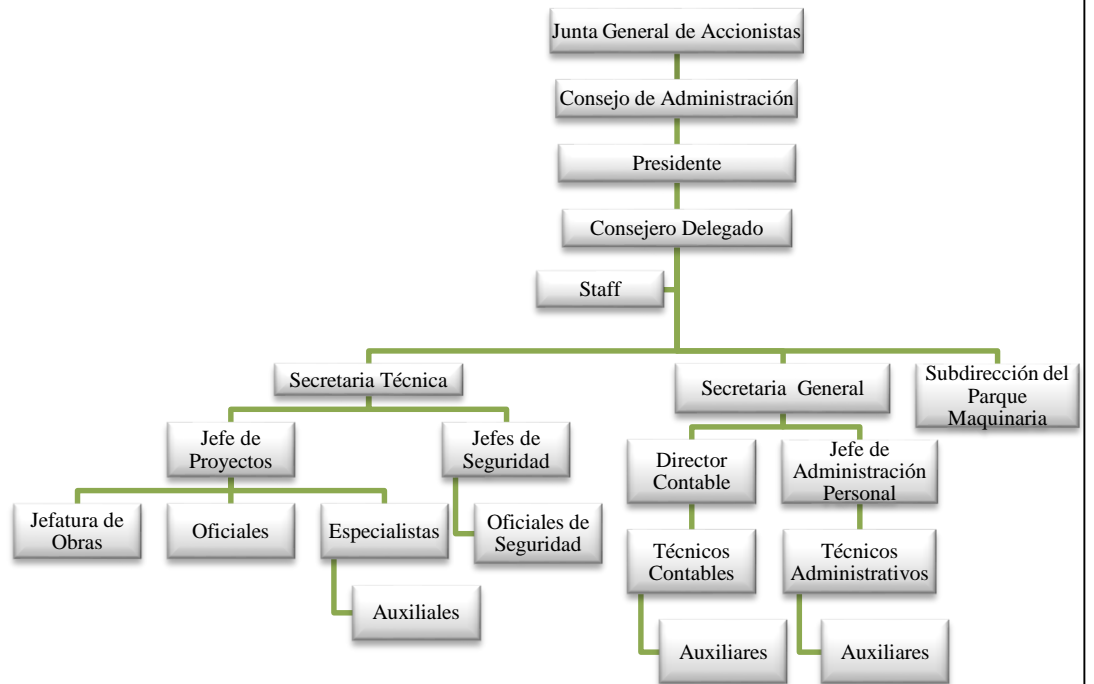 Junta General de Accionistas
Consejo de Administración
Presidente
Consejero Delegado
Staff
Secretaria Técnica
Secretaria General
Subdirección del
Parque
Maquinaria
Jefe de
Proyectos
Jefes de
Seguridad
Director
Contable
Jefe de
Administración
Personal
Jefatura de
Obras
Oficiales
Especialistas
Oficiales de
Seguridad
Técnicos
Contables
Técnicos
Administrativos
Auxiliales
Auxiliares
Auxiliares